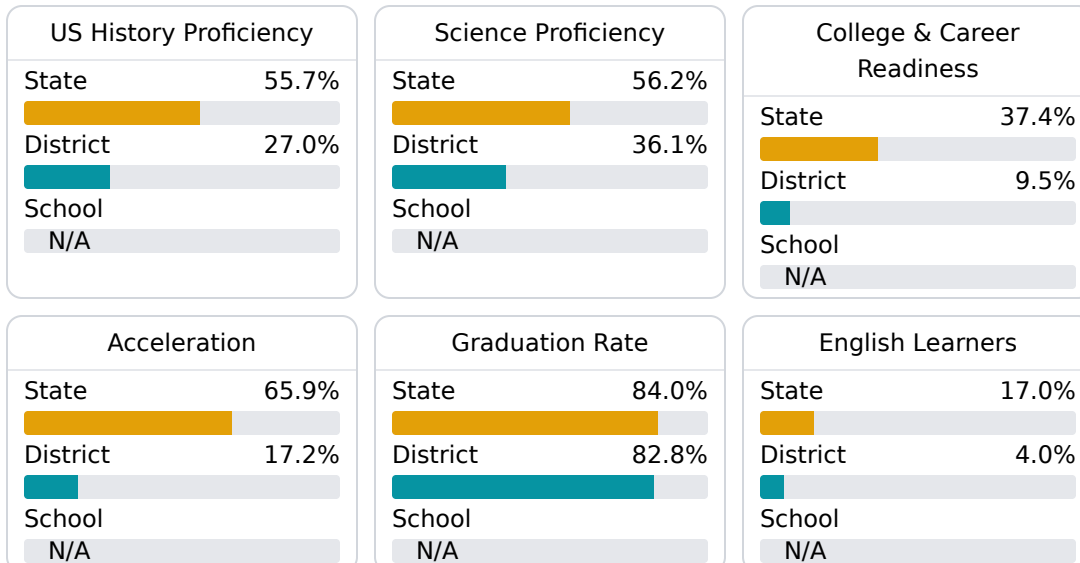 US History Proficiency
State 55.7%
District 27.0%
School
N/A
Science Proficiency
State 56.2%
District 36.1%
School
N/A
College & Career
Readiness
State 37.4%
District 9.5%
School
N/A
Acceleration
State 65.9%
District 17.2%
School
N/A
Graduation Rate
State 84.0%
District 82.8%
School
N/A
English Learners
State 17.0%
District 4.0%
School
N/A